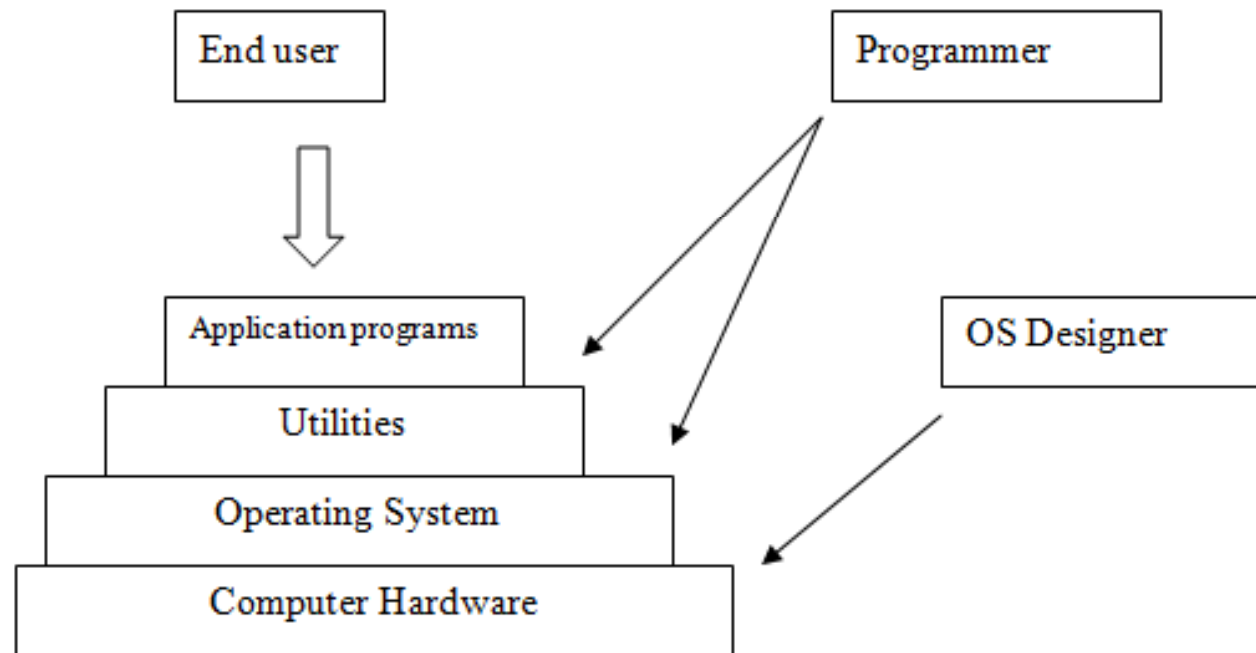 End user
Programmer
Application programs
OS Designer
Utilities
Operating System
Computer Hardware